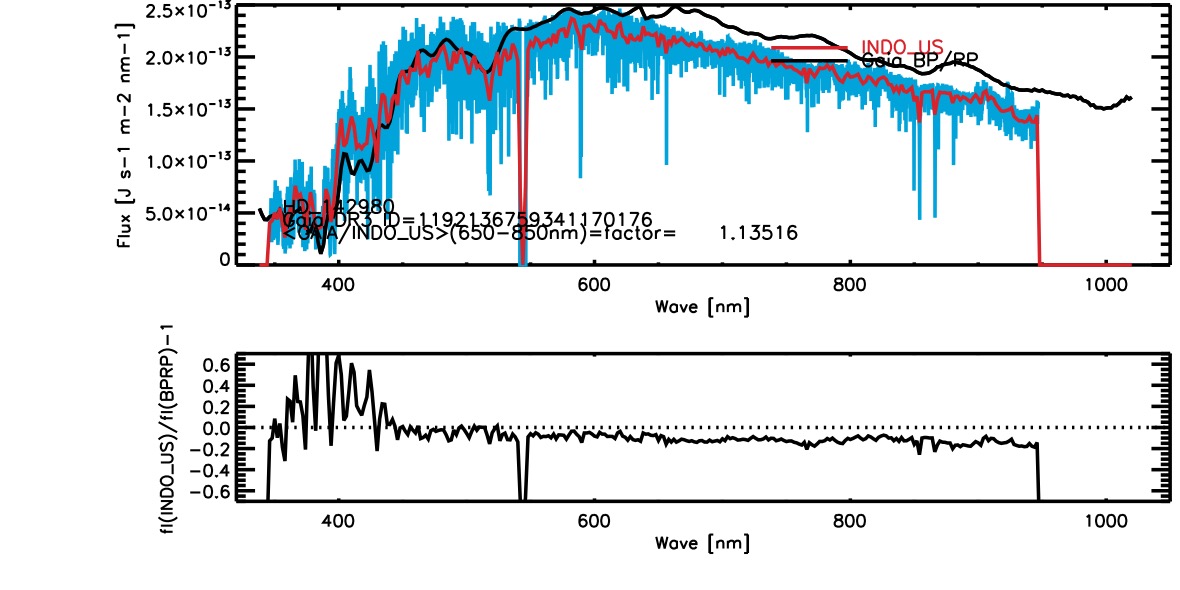 2.5×10⁻¹³
2.0×10⁻¹³
1.5×10⁻¹³
1.0×10⁻¹³
5.0×10⁻¹⁴
0
Flux [J s-1 m-2 nm-1]
INDO_US
Gaia BP/RP
HD_142980
Gaia DR3 ID=1192136759341170176
<GAIA/INDO_US>(650-850nm)=factor= 1.13516
400 600 800 1000
Wave [nm]
fl(INDO_US)/fl(BPRP)-1
0.6
0.4
0.2
0.0
-0.2
-0.4
-0.6
400 600 800 1000
Wave [nm]